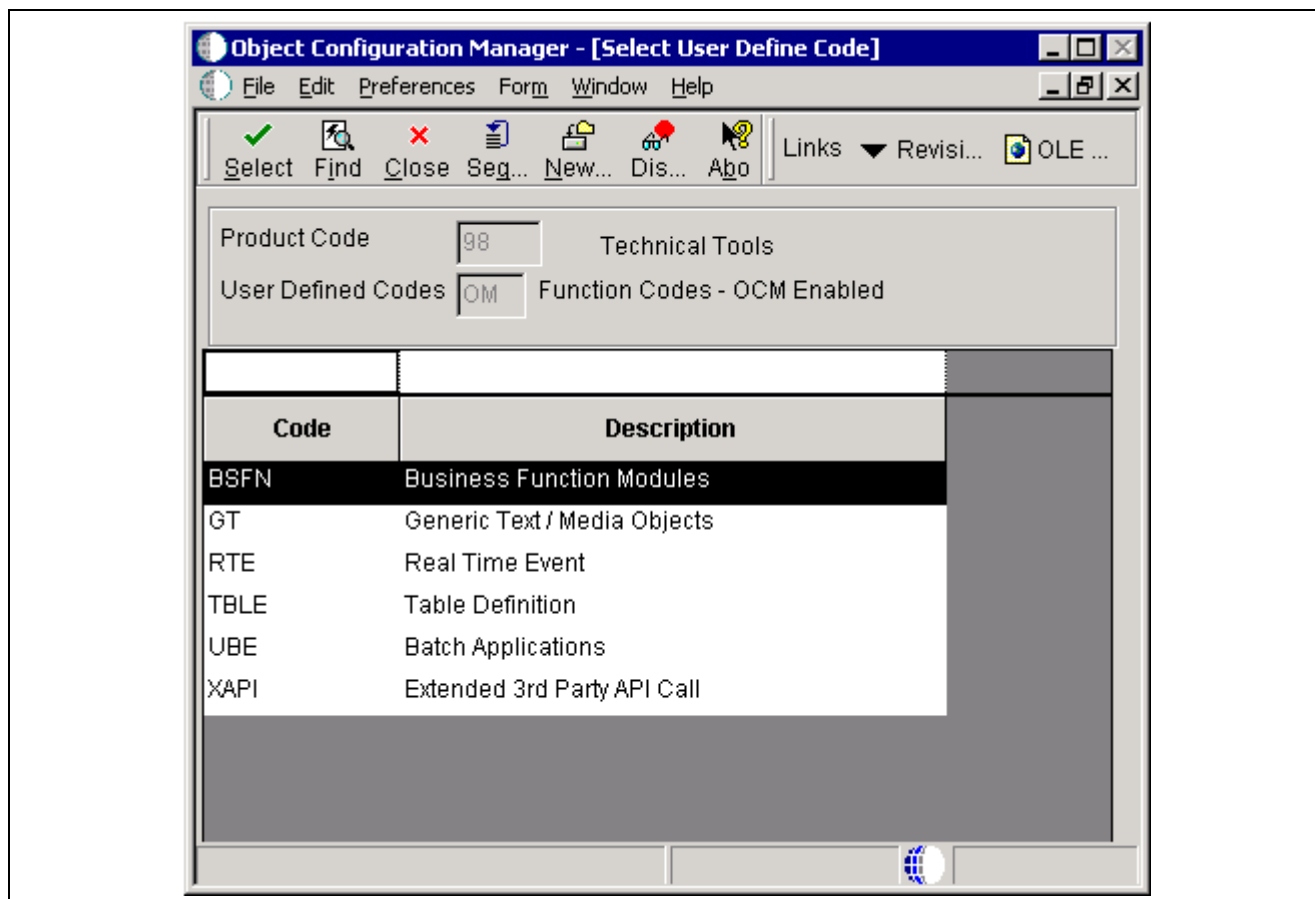 Object Configuration Manager - [Select User Define Code]
File Edit Preferences Form Window Help
Select Find Close Seq... New... Dis... Abo Links Revisi... OLE ...
Product Code 98 Technical Tools
User Defined Codes OM Function Codes - OCM Enabled
Code Description
BSFN Business Function Modules
GT Generic Text / Media Objects
RTE Real Time Event
TBLE Table Definition
UBE Batch Applications
XAPI Extended 3rd Party API Call